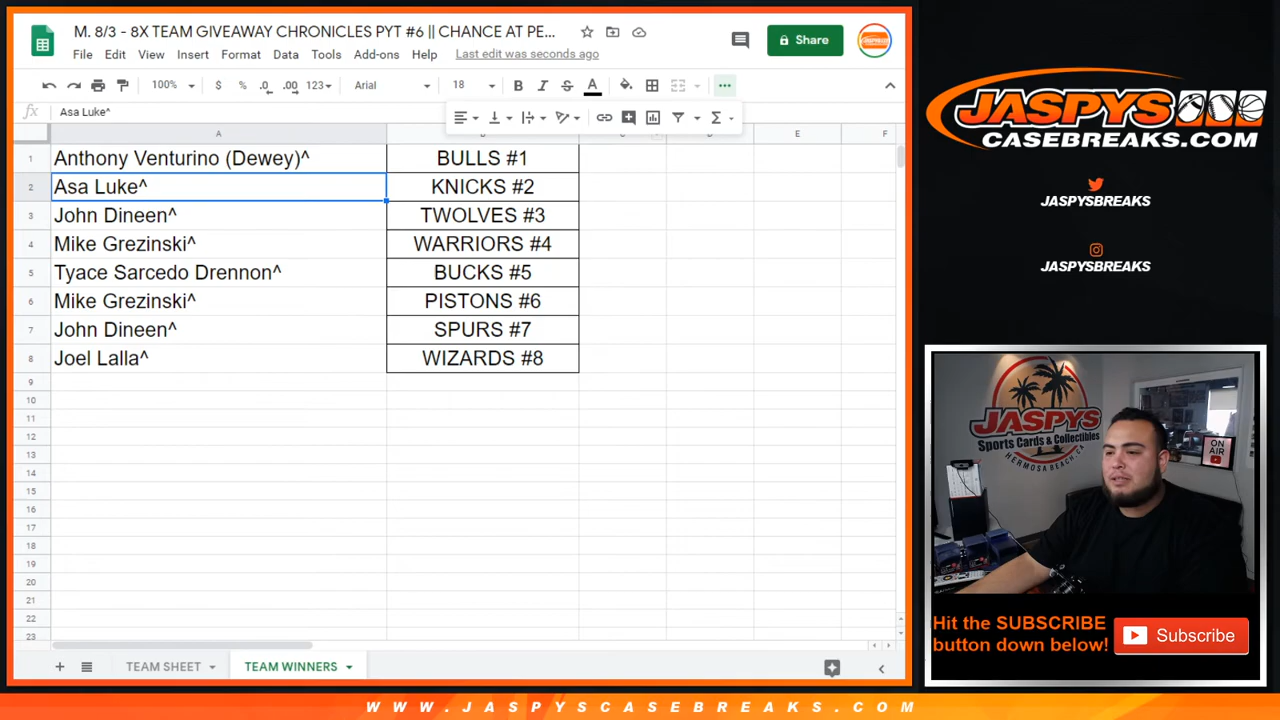 M. 8/3 - 8X TEAM GIVEAWAY CHRONICLES PYT #6 || CHANCE AT PE...
File Edit View Insert Format Data Tools Add-ons Help Last edit was seconds ago
Share
100% $ % .0 .00 123 Arial 18 B I S A
fx Asa Luke^
A B C D E F
1 Anthony Venturino (Dewey)^ BULLS #1
2 Asa Luke^ KNICKS #2
3 John Dineen^ TWOLVES #3
4 Mike Grezinski^ WARRIORS #4
5 Tyace Sarcedo Drennon^ BUCKS #5
6 Mike Grezinski^ PISTONS #6
7 John Dineen^ SPURS #7
8 Joel Lalla^ WIZARDS #8
9
10
11
12
13
14
15
16
17
18
19
20
21
22
23
TEAM SHEET TEAM WINNERS
JASPYS
CASEBREAKS.COM
JASPYSBREAKS
JASPYSBREAKS
JASPYS
Sports Cards & Collectibles
HERMOSA BEACH, CA
ON AIR
Hit the SUBSCRIBE
button down below!
Subscribe
WWW.JASPYSCASEBREAKS.COM